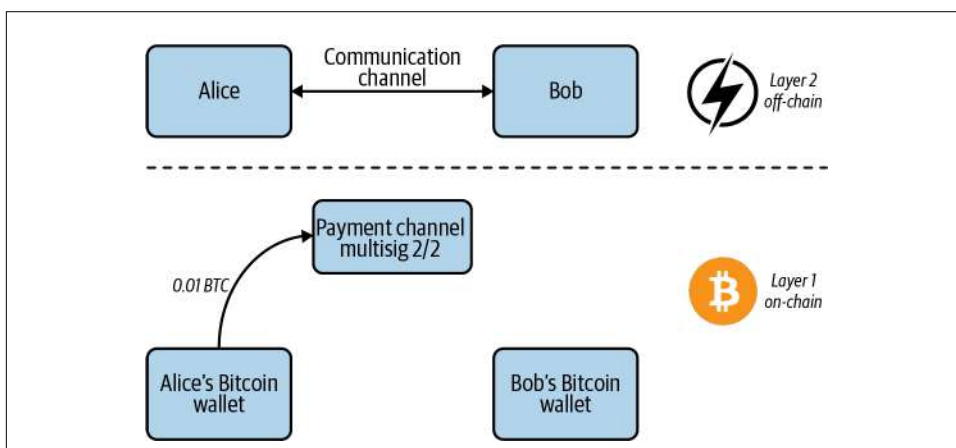 Communication
channel
Alice
Bob
Layer 2
off-chain
Payment channel
multisig 2/2
0.01 BTC
Layer 1
on-chain
Alice's Bitcoin
wallet
Bob's Bitcoin
wallet